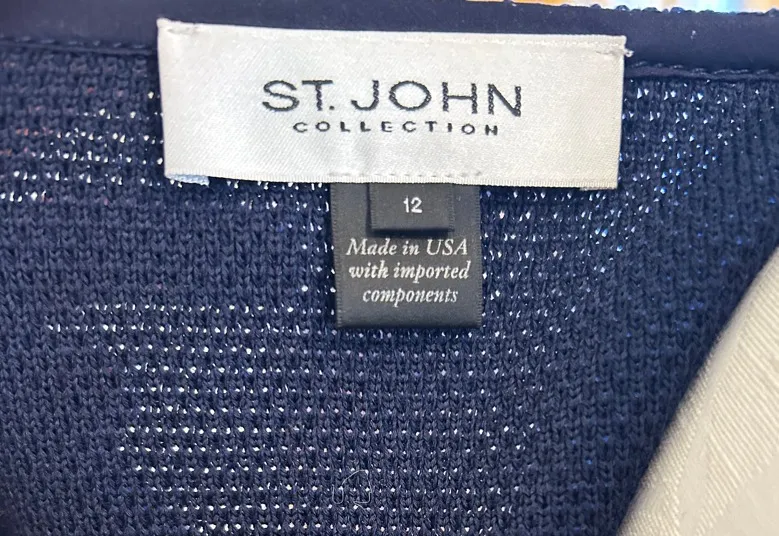 ST. JOHN
COLLECTION
12
Made in USA
with imported
components